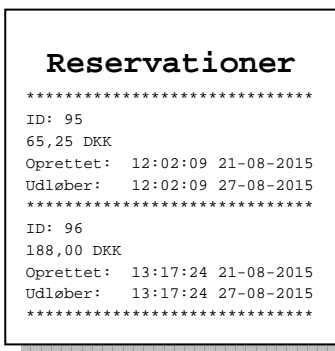 Reservationer
******************************
ID: 95
65,25 DKK
Oprettet: 12:02:09 21-08-2015
Udløber: 12:02:09 27-08-2015
******************************
ID: 96
188,00 DKK
Oprettet: 13:17:24 21-08-2015
Udløber: 13:17:24 27-08-2015
******************************